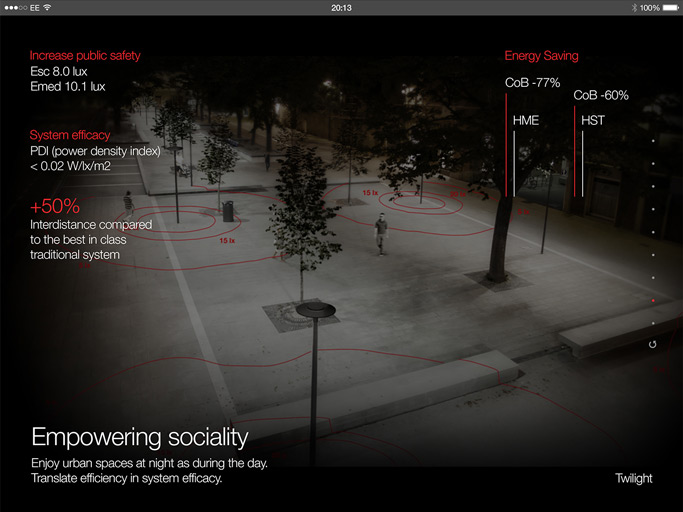 EE
20:13
100%
Increase public safety
Esc 8.0 lux
Emed 10.1 lux
System efficacy
PDI (power density index)
< 0.02 W/lx/m2
+50%
Interdistance compared
to the best in class
traditional system
Energy Saving
CoB -77%
CoB -60%
HME
HST
15 lx
15 lx
G
Empowering sociality
Enjoy urban spaces at night as during the day.
Translate efficiency in system efficacy.
Twilight